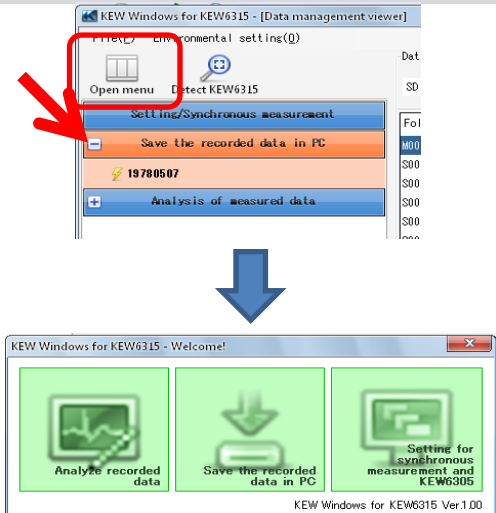 KEW Windows for KEW6315 - [Data management viewer]
File(F) Environmental setting(O)
Dat
Open menu Detect KEW6315
SD
Setting/Synchronous measurement
Fol
Save the recorded data in PC
M00
19780507
S00
S00
Analysis of measured data
S00
S00
KEW Windows for KEW6315 - Welcome!
Analyze recorded
data
Save the recorded
data in PC
Setting for
synchronous
measurement and
KEW6305
KEW Windows for KEW6315 Ver.1.00